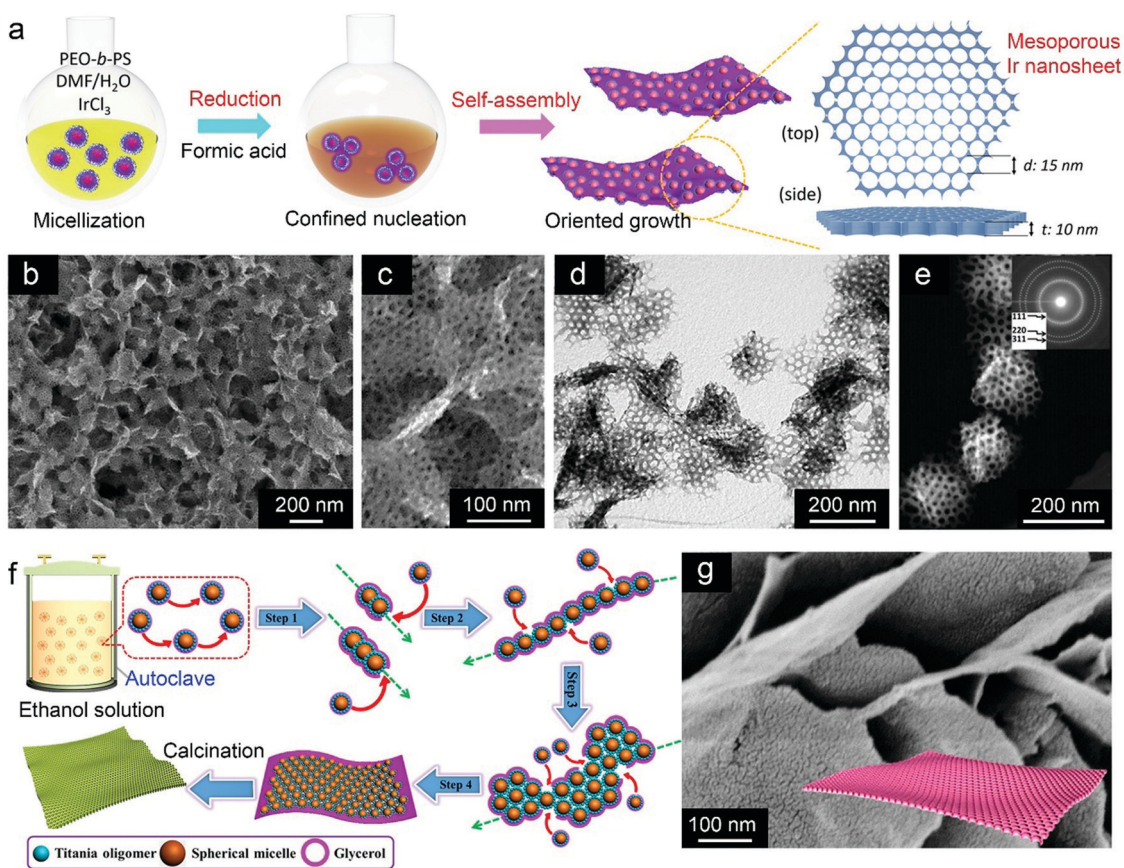 a
PEO-b-PS
DMF/H2O
IrCl3
Micellization
Reduction
Formic acid
Confined nucleation
Self-assembly
Oriented growth
Mesoporous
Ir nanosheet
(top)
d: 15 nm
(side)
t: 10 nm
b
200 nm
c
100 nm
d
200 nm
e
111
220
311
200 nm
f
Autoclave
Ethanol solution
Step 1
Step 2
Step 3
Step 4
Calcination
Titania oligomer
Spherical micelle
Glycerol
g
100 nm